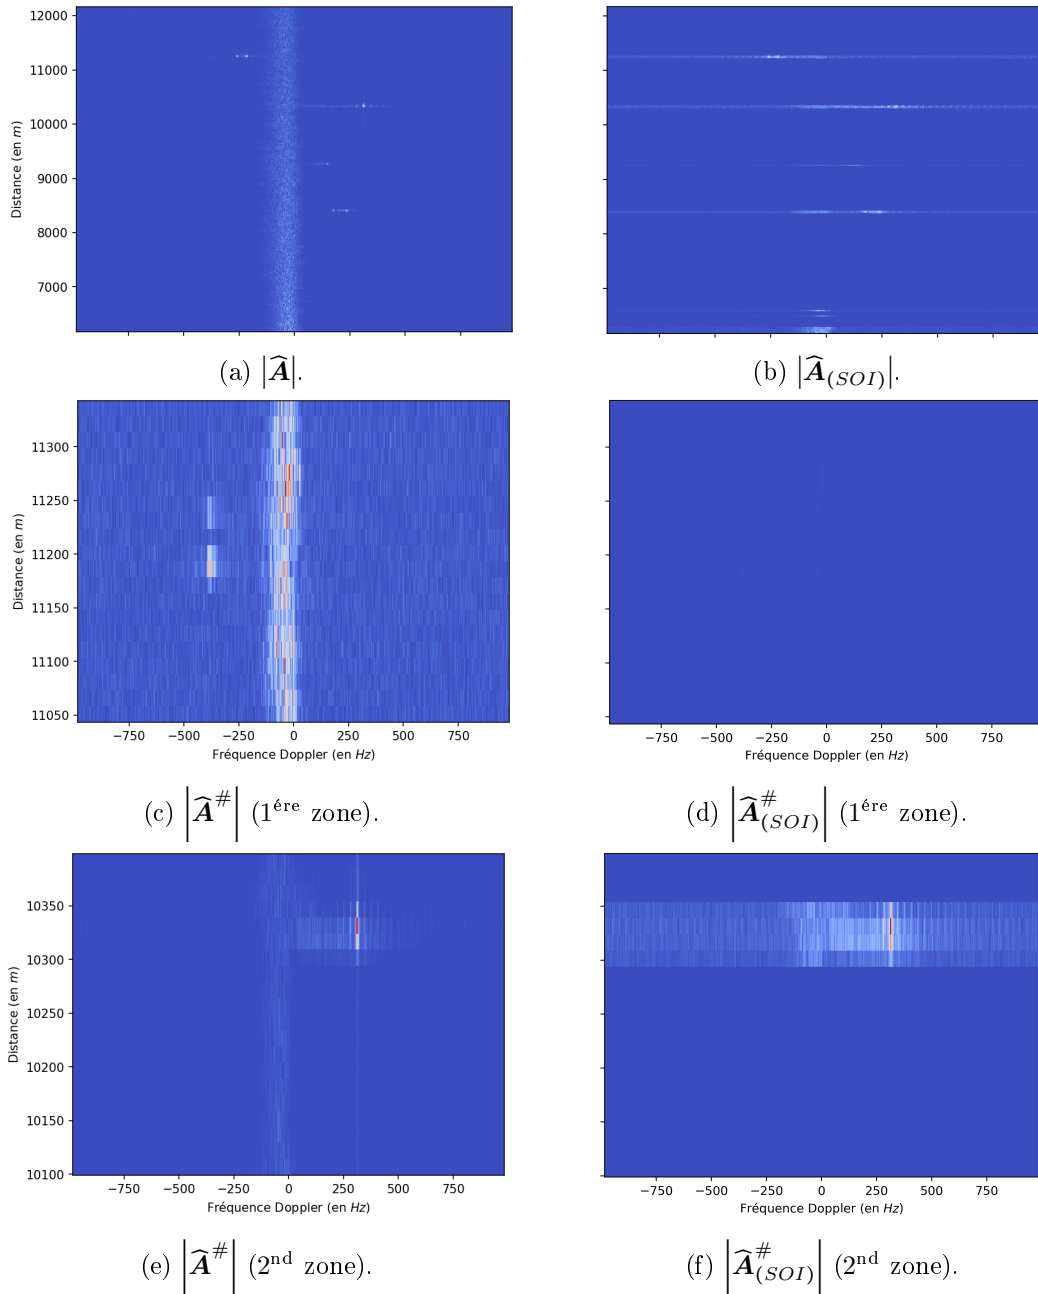 12000
11000
10000
9000
8000
7000
Distance (en m)
(a) |Â|.
(b) |Â(SOI)|.
11300
11250
11200
11150
11100
11050
Distance (en m)
−750 −500 −250 0 250 500 750
Fréquence Doppler (en Hz)
−750 −500 −250 0 250 500 750
Fréquence Doppler (en Hz)
(c) |Â#| (1ére zone).
(d) |Â#(SOI)| (1ére zone).
10350
10300
10250
10200
10150
10100
Distance (en m)
−750 −500 −250 0 250 500 750
Fréquence Doppler (en Hz)
−750 −500 −250 0 250 500 750
Fréquence Doppler (en Hz)
(e) |Â#| (2nd zone).
(f) |Â#(SOI)| (2nd zone).